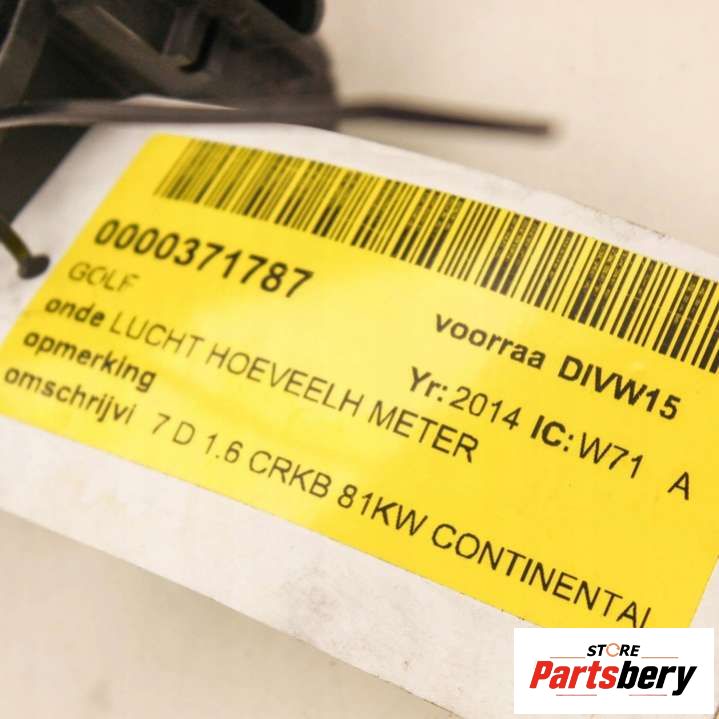 0000371787 voorraa DIVW15
GOLF Yr: 2014 IC: W71 A
onde LUCHT HOEVEELH METER
opmerking
omschrijvi 7 D 1.6 CRKB 81KW CONTINENTAL
STORE
Partsbery